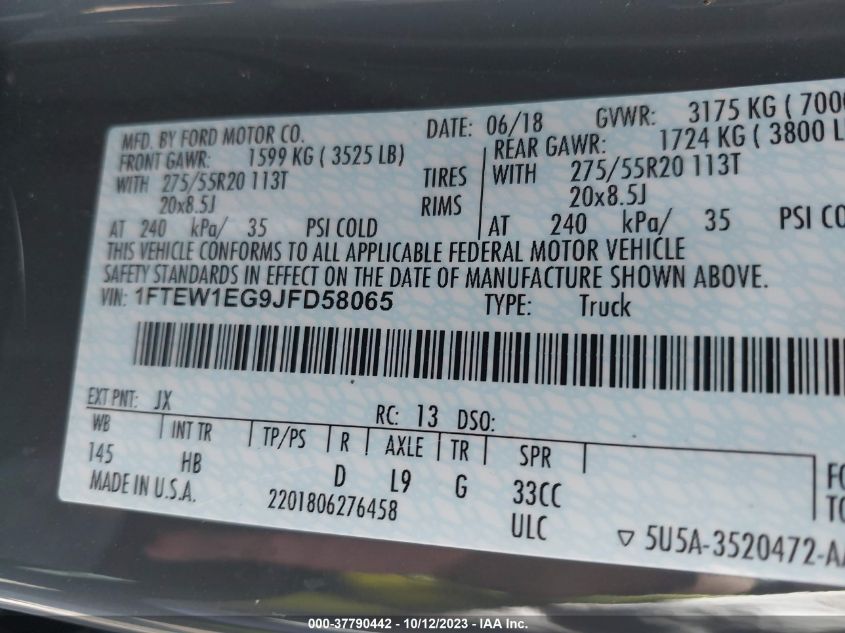 MFD. BY FORD MOTOR CO. DATE: 06/18 GVWR: 3175 KG ( 7000
FRONT GAWR: 1599 KG ( 3525 LB) REAR GAWR: 1724 KG ( 3800 L
WITH 275/55R20 113T TIRES WITH 275/55R20 113T
20x8.5J RIMS 20x8.5J
AT 240 kPa/ 35 PSI COLD AT 240 kPa/ 35 PSI CO
THIS VEHICLE CONFORMS TO ALL APPLICABLE FEDERAL MOTOR VEHICLE
SAFETY STANDARDS IN EFFECT ON THE DATE OF MANUFACTURE SHOWN ABOVE.
VIN: 1FTEW1EG9JFD58065 TYPE: Truck
EXT PNT: JX RC: 13 DSO:
WB INT TR TP/PS R AXLE TR SPR
145 HB D L9 G 33CC
MADE IN U.S.A. 2201806276458 ULC
FO
TO
5U5A-3520472-A
000-37790442 - 10/12/2023 - IAA Inc.